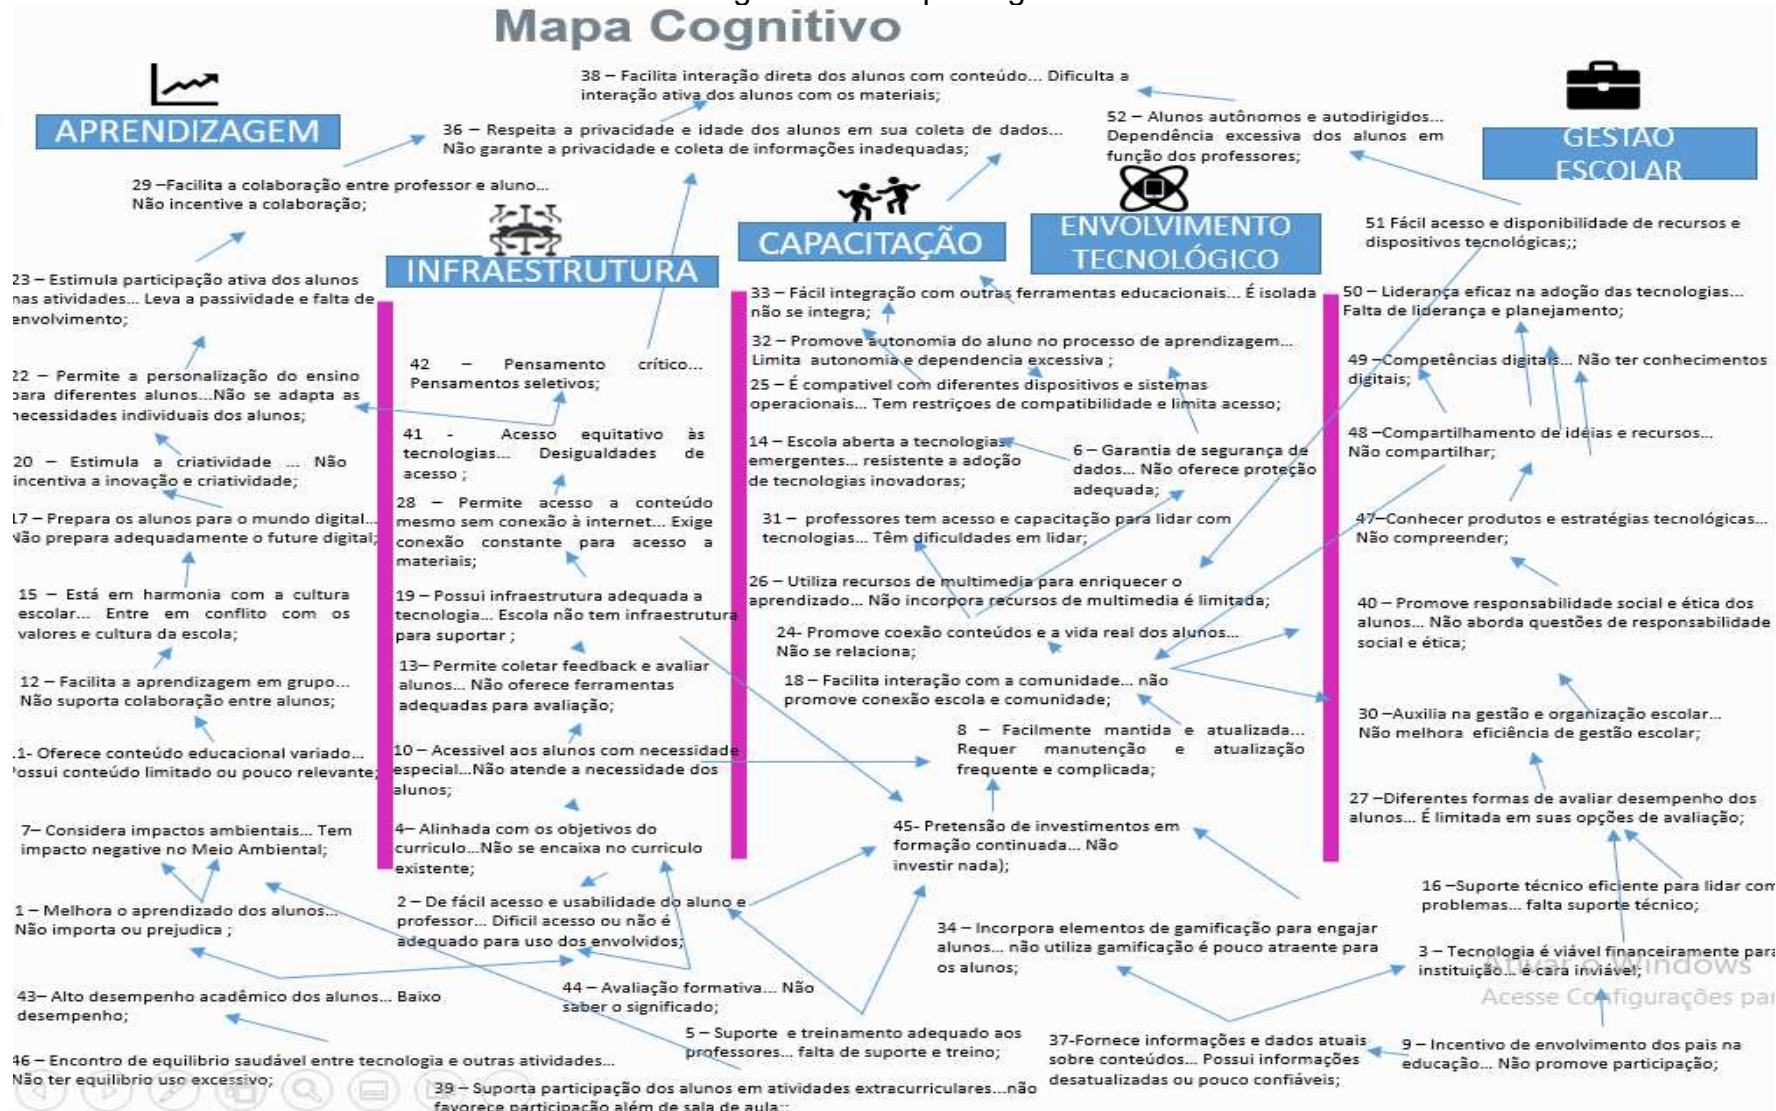 Mapa Cognitivo
38 – Facilita interação direta dos alunos com conteúdo... Dificulta a
interação ativa dos alunos com os materiais;
APRENDIZAGEM
36 – Respeita a privacidade e idade dos alunos em sua coleta de dados...
Não garante a privacidade e coleta de informações inadequadas;
52 – Alunos autônomos e autodirigidos...
Dependência excessiva dos alunos em
função dos professores;
GESTÃO
ESCOLAR
29 –Facilita a colaboração entre professor e aluno...
Não incentive a colaboração;
INFRAESTRUTURA
CAPACITAÇÃO
ENVOLVIMENTO
TECNOLÓGICO
51 Fácil acesso e disponibilidade de recursos e
dispositivos tecnológicas;;
23 – Estimula participação ativa dos alunos
nas atividades... Leva a passividade e falta de
envolvimento;
22 – Permite a personalização do ensino
para diferentes alunos...Não se adapta as
necessidades individuais dos alunos;
20 – Estimula a criatividade ... Não
incentiva a inovação e criatividade;
17 – Prepara os alunos para o mundo digital...
Não prepara adequadamente o future digital;
15 – Está em harmonia com a cultura
escolar... Entre em conflito com os
valores e cultura da escola;
12 – Facilita a aprendizagem em grupo...
Não suporta colaboração entre alunos;
11- Oferece conteúdo educacional variado...
Possui conteúdo limitado ou pouco relevante;
7– Considera impactos ambientais... Tem
impacto negative no Meio Ambiental;
1 – Melhora o aprendizado dos alunos...
Não importa ou prejudica ;
43– Alto desempenho acadêmico dos alunos... Baixo
desempenho;
46 – Encontro de equilibrio saudável entre tecnologia e outras atividades...
Não ter equilibrio uso excessivo;
42 – Pensamento crítico...
Pensamentos seletivos;
41 - Acesso equitativo às
tecnologias... Desigualdades de
acesso ;
28 – Permite acesso a conteúdo
mesmo sem conexão à internet... Exige
conexão constante para acesso a
materiais;
19 – Possui infraestrutura adequada a
tecnologia... Escola não tem infraestrutura
para suportar ;
13– Permite coletar feedback e avaliar
alunos... Não oferece ferramentas
adequadas para avaliação;
10 – Acessivel aos alunos com necessidade
especial...Não atende a necessidade dos
alunos;
4– Alinhada com os objetivos do
curriculo...Não se encaixa no curriculo
existente;
2 – De fácil acesso e usabilidade do aluno e
professor... Dificil acesso ou não é
adequado para uso dos envolvidos;
44 – Avaliação formativa... Não
saber o significado;
5 – Suporte e treinamento adequado aos
professores... falta de suporte e treino;
39 – Suporta participação dos alunos em atividades extracurriculares...não
favorece participação além de sala de aula;;
33 – Fácil integração com outras ferramentas educacionais... É isolada
não se integra;
32 – Promove autonomia do aluno no processo de aprendizagem...
Limita autonomia e dependencia excessiva ;
25 – É compativel com diferentes dispositivos e sistemas
operacionais... Tem restriçoes de compatibilidade e limita acesso;
14 – Escola aberta a tecnologias
emergentes... resistente a adoção
de tecnologias inovadoras;
6 – Garantia de segurança de
dados... Não oferece proteção
adequada;
31 – professores tem acesso e capacitação para lidar com
tecnologias... Têm dificuldades em lidar;
26 – Utiliza recursos de multimedia para enriquecer o
aprendizado... Não incorpora recursos de multimedia é limitada;
24- Promove coexão conteúdos e a vida real dos alunos...
Não se relaciona;
18 – Facilita interação com a comunidade... não
promove conexão escola e comunidade;
8 – Facilmente mantida e atualizada...
Requer manutenção e atualização
frequente e complicada;
45- Pretensão de investimentos em
formação continuada... Não
investir nada);
34 – Incorpora elementos de gamificação para engajar
alunos... não utiliza gamificação é pouco atraente para
os alunos;
37-Fornece informações e dados atuais
sobre conteúdos... Possui informações
desatualizadas ou pouco confiáveis;
50 – Liderança eficaz na adoção das tecnologias...
Falta de liderança e planejamento;
49 –Competências digitais... Não ter conhecimentos
digitais;
48 –Compartilhamento de idéias e recursos...
Não compartilhar;
47–Conhecer produtos e estratégias tecnológicas...
Não compreender;
40 – Promove responsabilidade social e ética dos
alunos... Não aborda questões de responsabilidade
social e ética;
30 –Auxilia na gestão e organização escolar...
Não melhora eficiência de gestão escolar;
27 –Diferentes formas de avaliar desempenho dos
alunos... É limitada em suas opções de avaliação;
16 –Suporte técnico eficiente para lidar com
problemas... falta suporte técnico;
3 – Tecnologia é viável financeiramente para
instituição... é cara inviável;
Ativar o Windows
Acesse Configurações par
9 – Incentivo de envolvimento dos pais na
educação... Não promove participação;